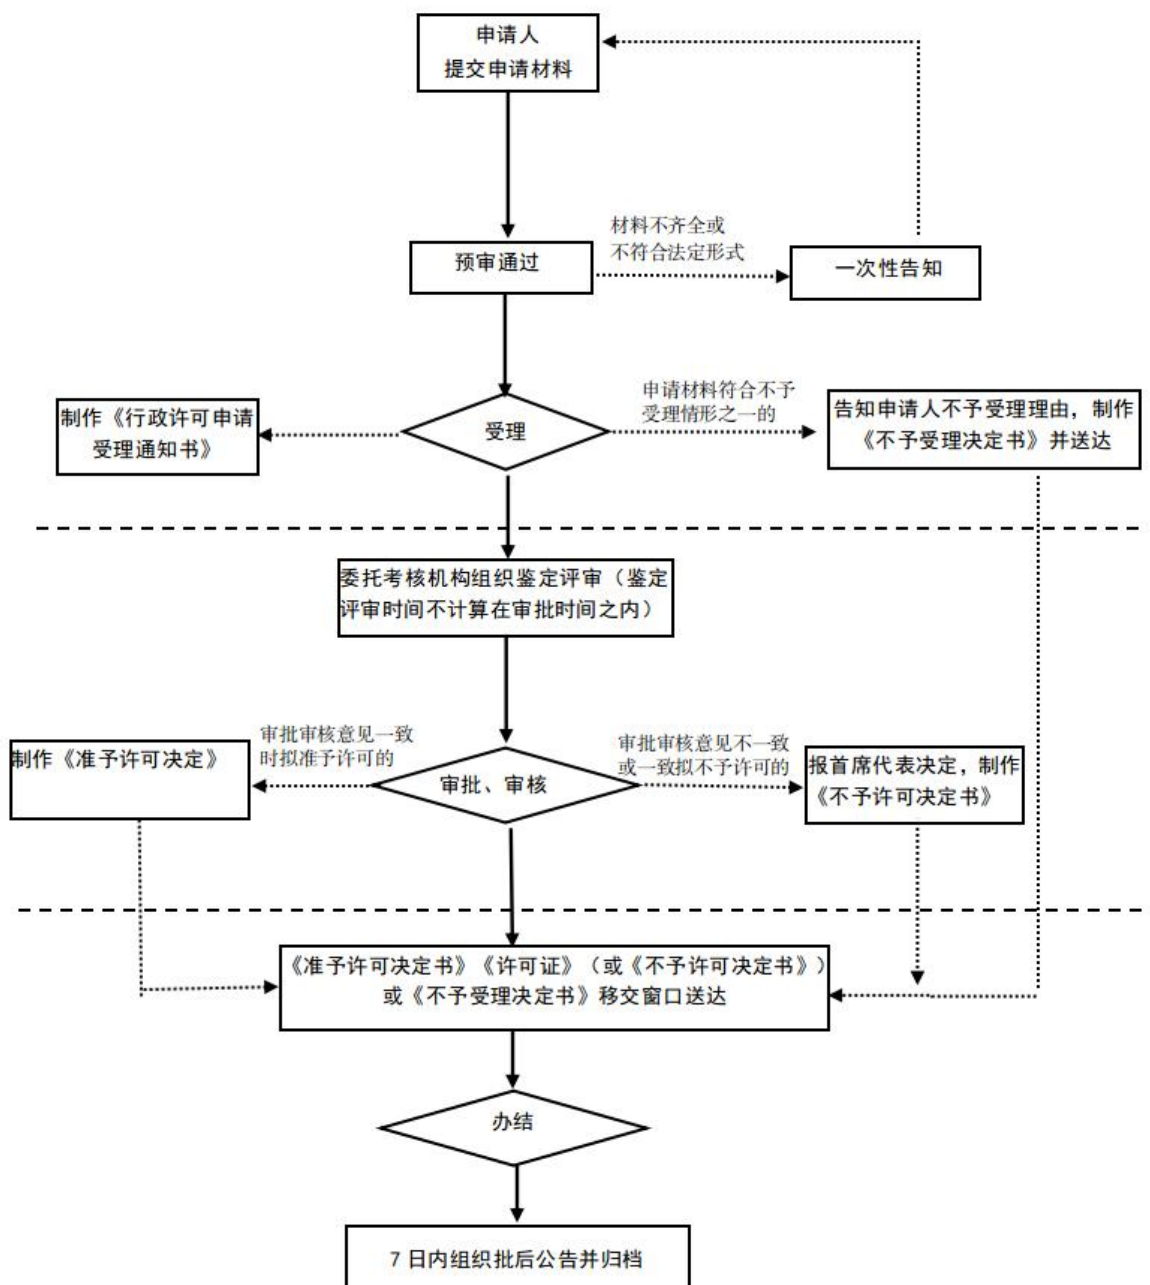 申请人
提交申请材料
材料不齐全或
不符合法定形式
预审通过
一次性告知
申请材料符合不予
受理情形之一的
制作《行政许可申请
受理通知书》
受理
告知申请人不予受理理由，制作
《不予受理决定书》并送达
委托考核机构组织鉴定评审（鉴定
评审时间不计算在审批时间之内）
审批审核意见一致
时拟准予许可的
审批审核意见不一致
或一致拟不予许可的
制作《准予许可决定》
审批、审核
报首席代表决定，制作
《不予许可决定书》
《准予许可决定书》《许可证》（或《不予许可决定书》）
或《不予受理决定书》移交窗口送达
办结
7 日内组织批后公告并归档